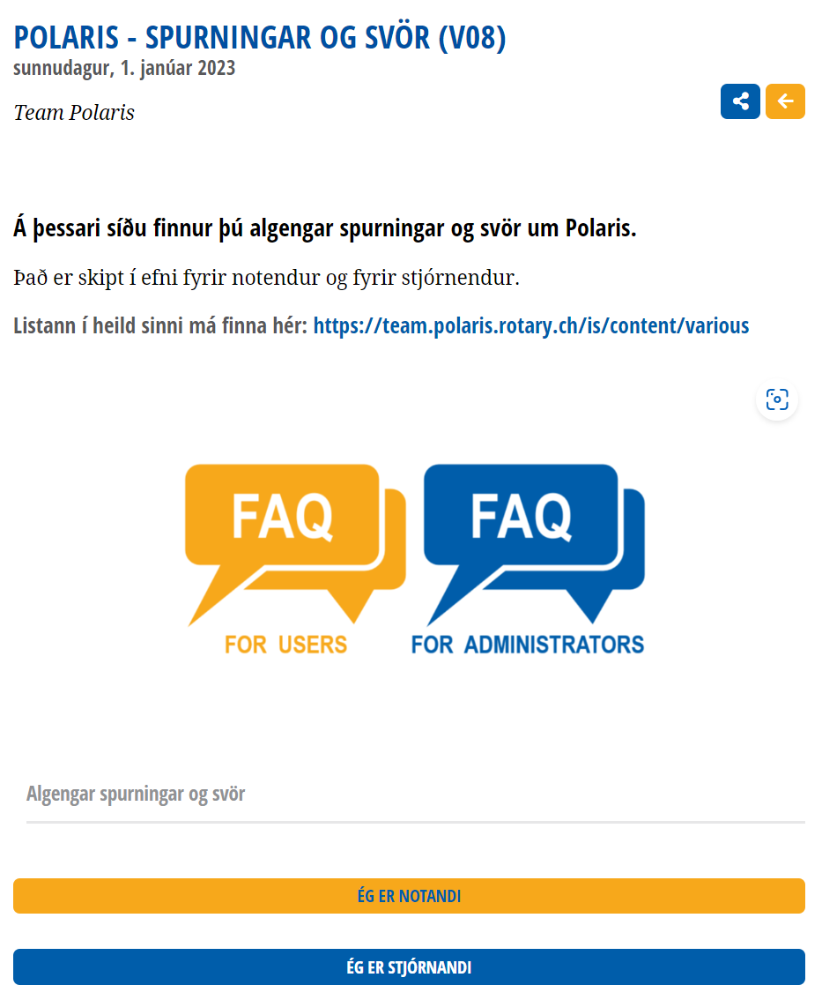 POLARIS - SPURNINGAR OG SVÖR (V08)
sunnudagur, 1. janúar 2023
Team Polaris
Á þessari síðu finnur þú algengar spurningar og svör um Polaris.
Það er skipt í efni fyrir notendur og fyrir stjórnendur.
Listann í heild sinni má finna hér: https://team.polaris.rotary.ch/is/content/various
FAQ FAQ
FOR USERS FOR ADMINISTRATORS
Algengar spurningar og svör
ÉG ER NOTANDI
ÉG ER STJÓRNANDI